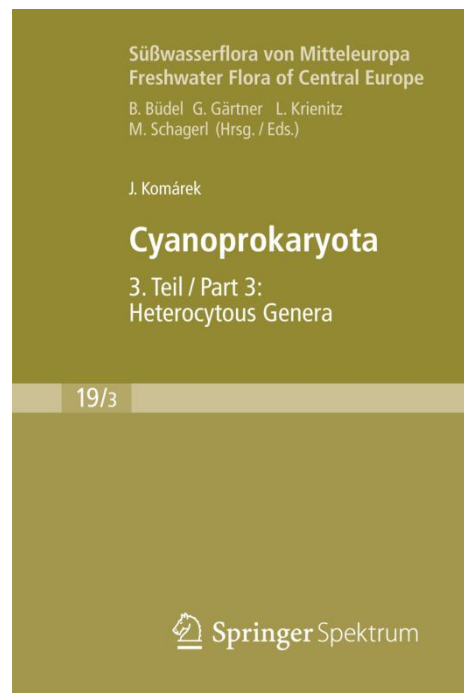 Süßwasserflora von Mitteleuropa
Freshwater Flora of Central Europe
B. Büdel G. Gärtner L. Krienitz
M. Schagerl (Hrsg. / Eds.)
J. Komárek
Cyanoprokaryota
3. Teil / Part 3:
Heterocytous Genera
19/3
Springer Spektrum